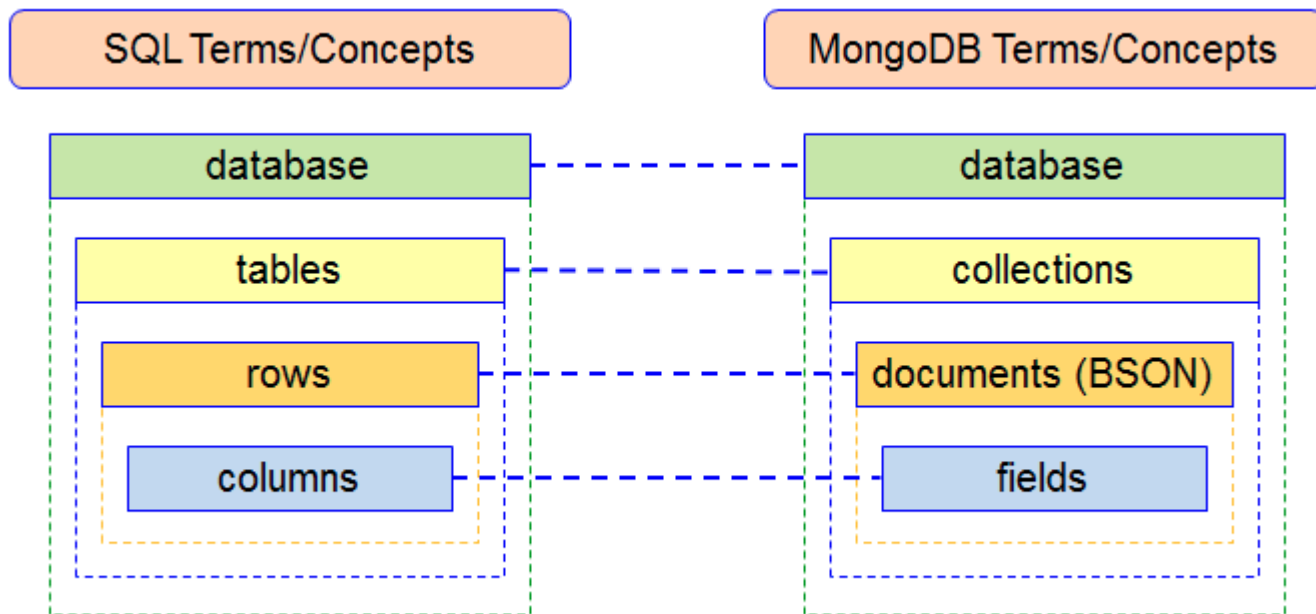 SQL Terms/Concepts
MongoDB Terms/Concepts
database
database
tables
collections
rows
documents (BSON)
columns
fields